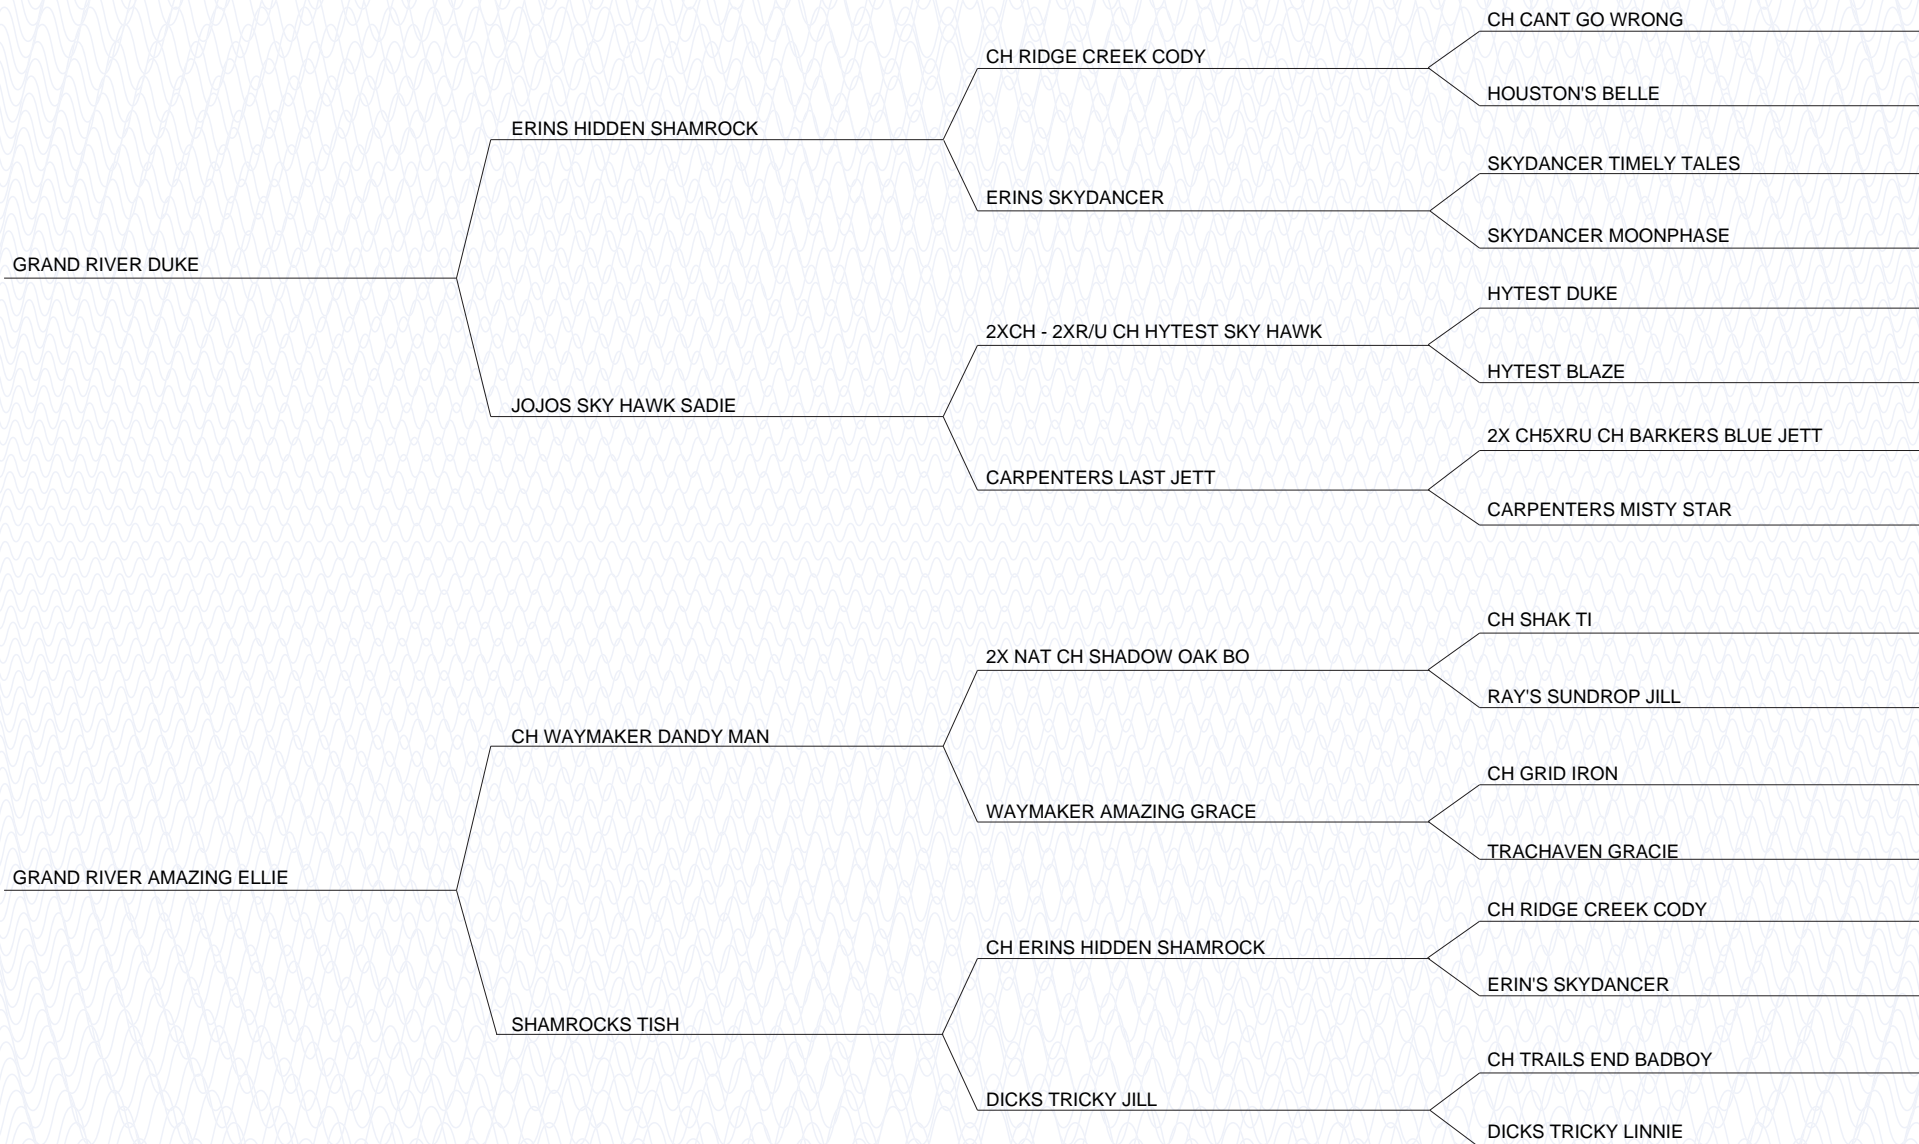 CH CANT GO WRONG
CH RIDGE CREEK CODY
HOUSTON'S BELLE
ERINS HIDDEN SHAMROCK
SKYDANCER TIMELY TALES
ERINS SKYDANCER
SKYDANCER MOONPHASE
GRAND RIVER DUKE
HYTEST DUKE
2XCH - 2XR/U CH HYTEST SKY HAWK
HYTEST BLAZE
JOJOS SKY HAWK SADIE
2X CH5XRU CH BARKERS BLUE JETT
CARPENTERS LAST JETT
CARPENTERS MISTY STAR
CH SHAK TI
2X NAT CH SHADOW OAK BO
RAY'S SUNDROP JILL
CH WAYMAKER DANDY MAN
CH GRID IRON
WAYMAKER AMAZING GRACE
TRACHAVEN GRACIE
GRAND RIVER AMAZING ELLIE
CH RIDGE CREEK CODY
CH ERINS HIDDEN SHAMROCK
ERIN'S SKYDANCER
SHAMROCKS TISH
CH TRAILS END BADBOY
DICKS TRICKY JILL
DICKS TRICKY LINNIE